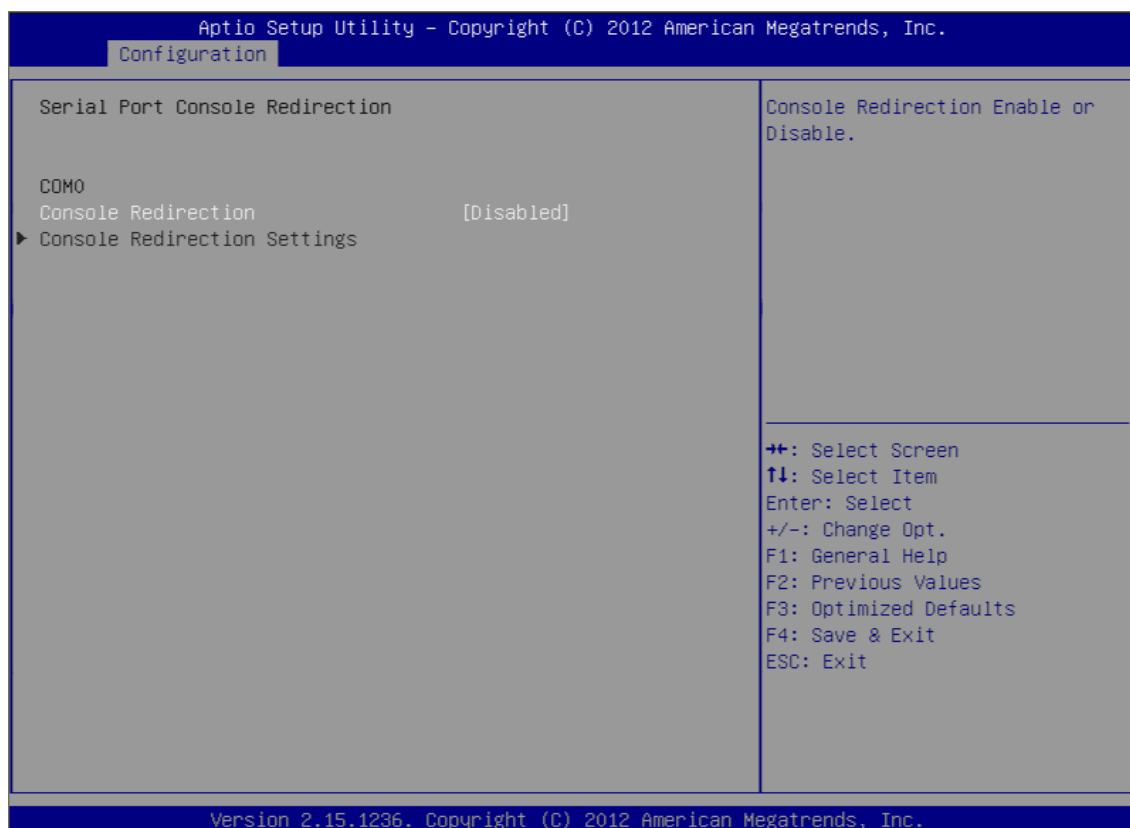 Aptio Setup Utility – Copyright (C) 2012 American Megatrends, Inc.
Configuration
Serial Port Console Redirection
COM0
Console Redirection [Disabled]
▶ Console Redirection Settings
Console Redirection Enable or
Disable.
→←: Select Screen
↑↓: Select Item
Enter: Select
+/-: Change Opt.
F1: General Help
F2: Previous Values
F3: Optimized Defaults
F4: Save & Exit
ESC: Exit
Version 2.15.1236. Copyright (C) 2012 American Megatrends, Inc.